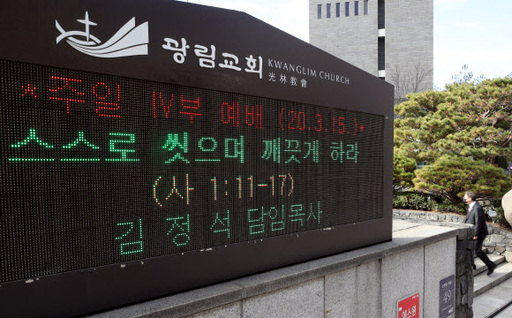 광림교회 KWANGLIM CHURCH
光林敎會
*주일 Ⅳ부 예배 (20.3.15.)*
스스로 씻으며 깨끗게 하라
(사 1:11-17)
김정석 담임목사